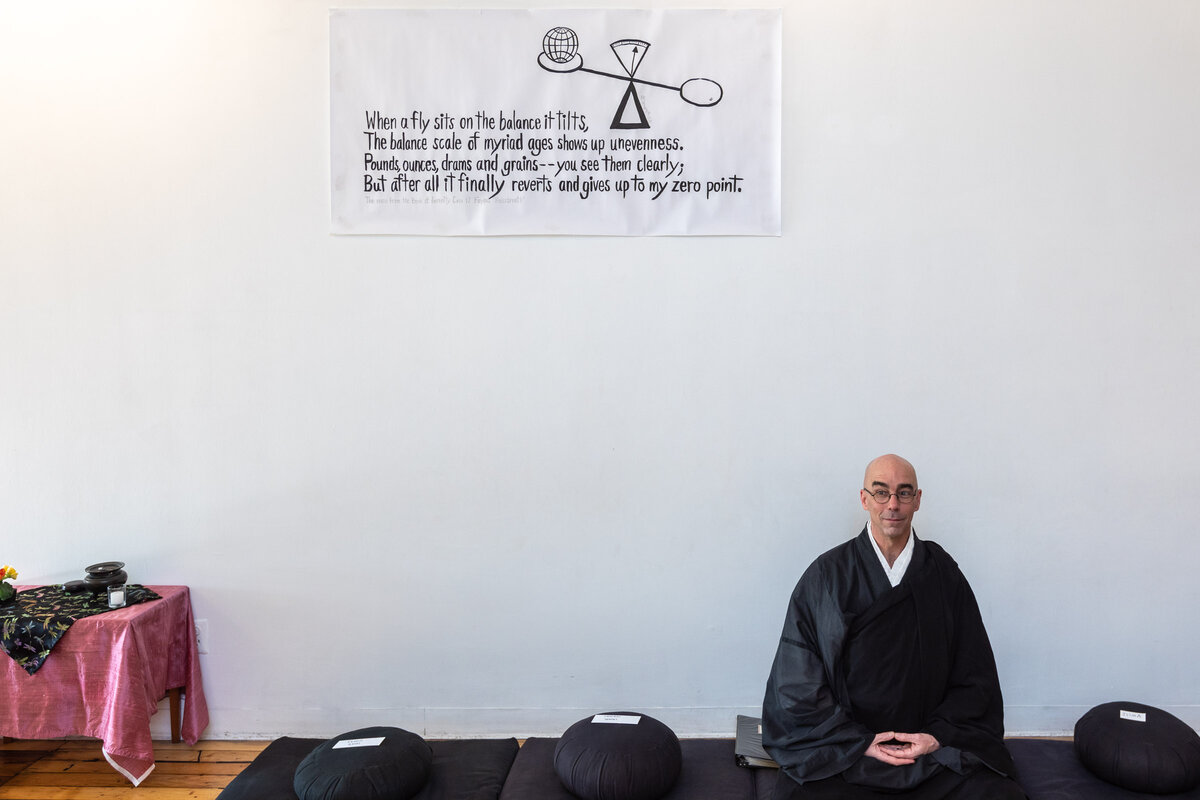 When a fly sits on the balance it tilts,
The balance scale of myriad ages shows up unevenness.
Pounds, ounces, drams and grains--you see them clearly;
But after all it finally reverts and gives up to my zero point.